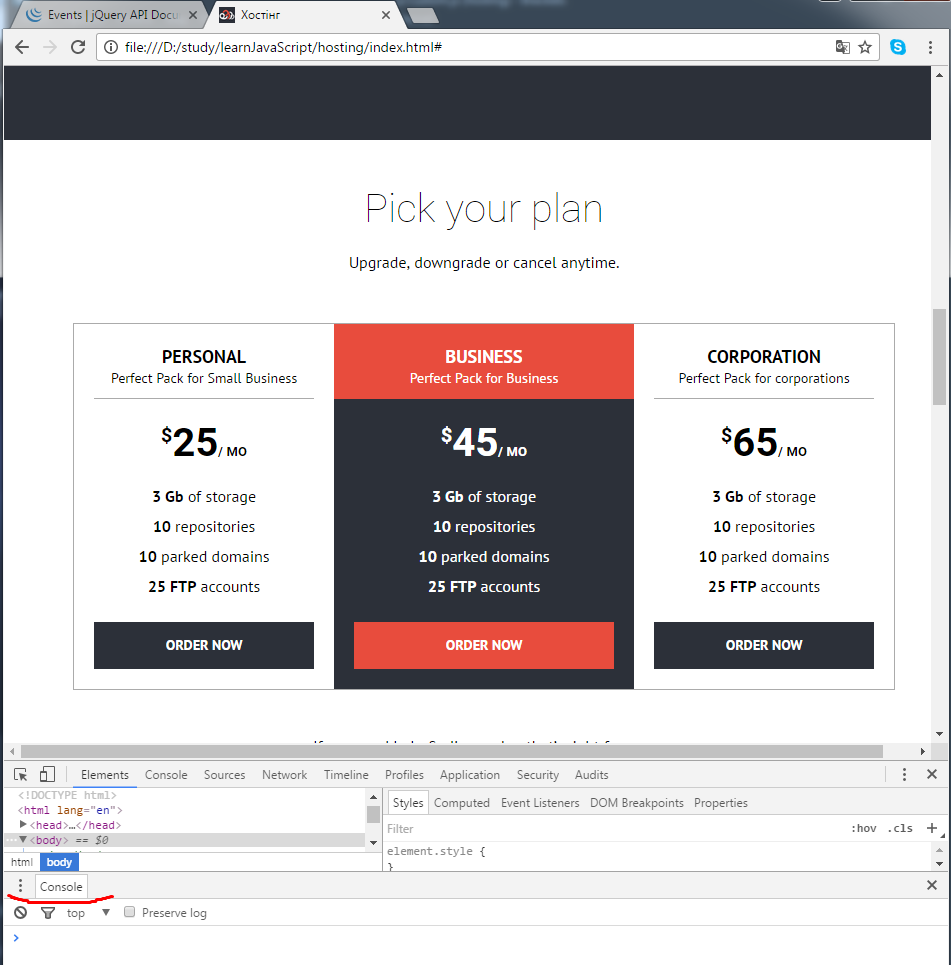 Events | jQuery API Docu
Хостінг
file:///D:/study/learnJavaScript/hosting/index.html#
Pick your plan
Upgrade, downgrade or cancel anytime.
PERSONAL
Perfect Pack for Small Business
$25/ MO
3 Gb of storage
10 repositories
10 parked domains
25 FTP accounts
ORDER NOW
BUSINESS
Perfect Pack for Business
$45/ MO
3 Gb of storage
10 repositories
10 parked domains
25 FTP accounts
ORDER NOW
CORPORATION
Perfect Pack for corporations
$65/ MO
3 Gb of storage
10 repositories
10 parked domains
25 FTP accounts
ORDER NOW
Elements Console Sources Network Timeline Profiles Application Security Audits
<!DOCTYPE html>
<html lang="en">
<head>…</head>
<body> == $0
html body
Styles Computed Event Listeners DOM Breakpoints Properties
Filter :hov .cls +
element.style {
}
Console
top Preserve log
>